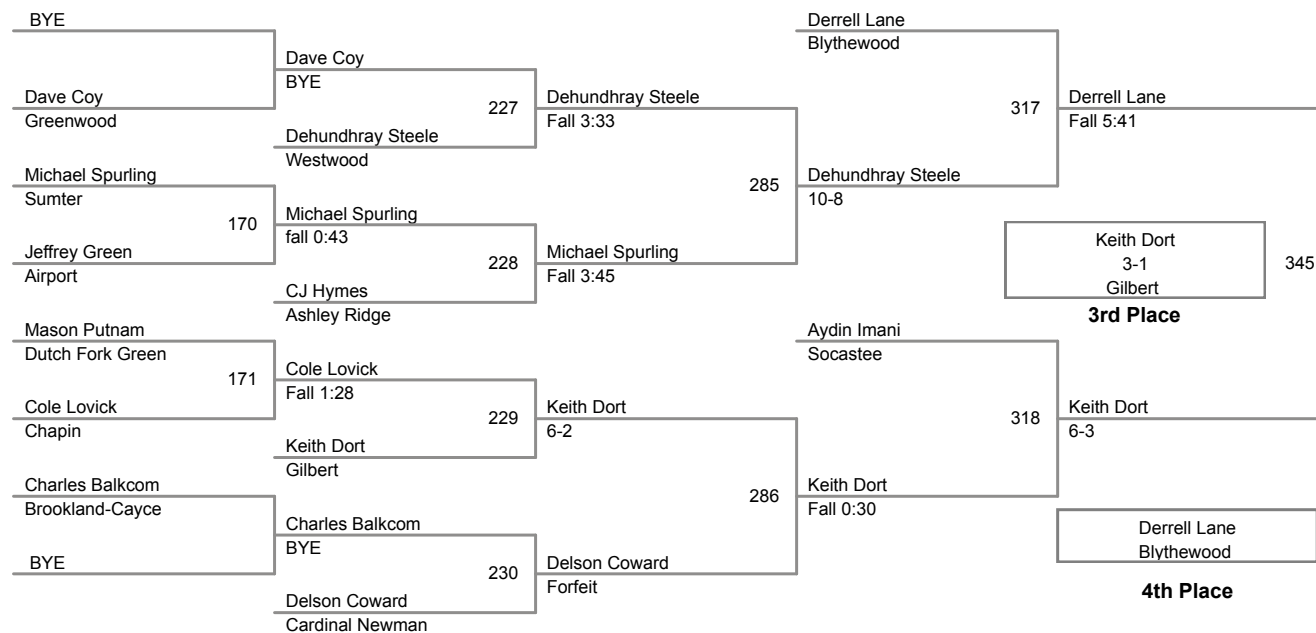 BYE
Dave Coy
Greenwood
Michael Spurling
Sumter
170
Jeffrey Green
Airport
Mason Putnam
Dutch Fork Green
171
Cole Lovick
Chapin
Charles Balkcom
Brookland-Cayce
BYE
Dave Coy
BYE
227
Dehundhray Steele
Westwood
Michael Spurling
fall 0:43
228
CJ Hymes
Ashley Ridge
Cole Lovick
Fall 1:28
229
Keith Dort
Gilbert
Charles Balkcom
BYE
230
Delson Coward
Cardinal Newman
Dehundhray Steele
Fall 3:33
285
Michael Spurling
Fall 3:45
Keith Dort
6-2
286
Delson Coward
Forfeit
Derrell Lane
Blythewood
317
Dehundhray Steele
10-8
Aydin Imani
Socastee
318
Keith Dort
Fall 0:30
Derrell Lane
Fall 5:41
Keith Dort
3-1
Gilbert
345
3rd Place
Keith Dort
6-3
Derrell Lane
Blythewood
4th Place